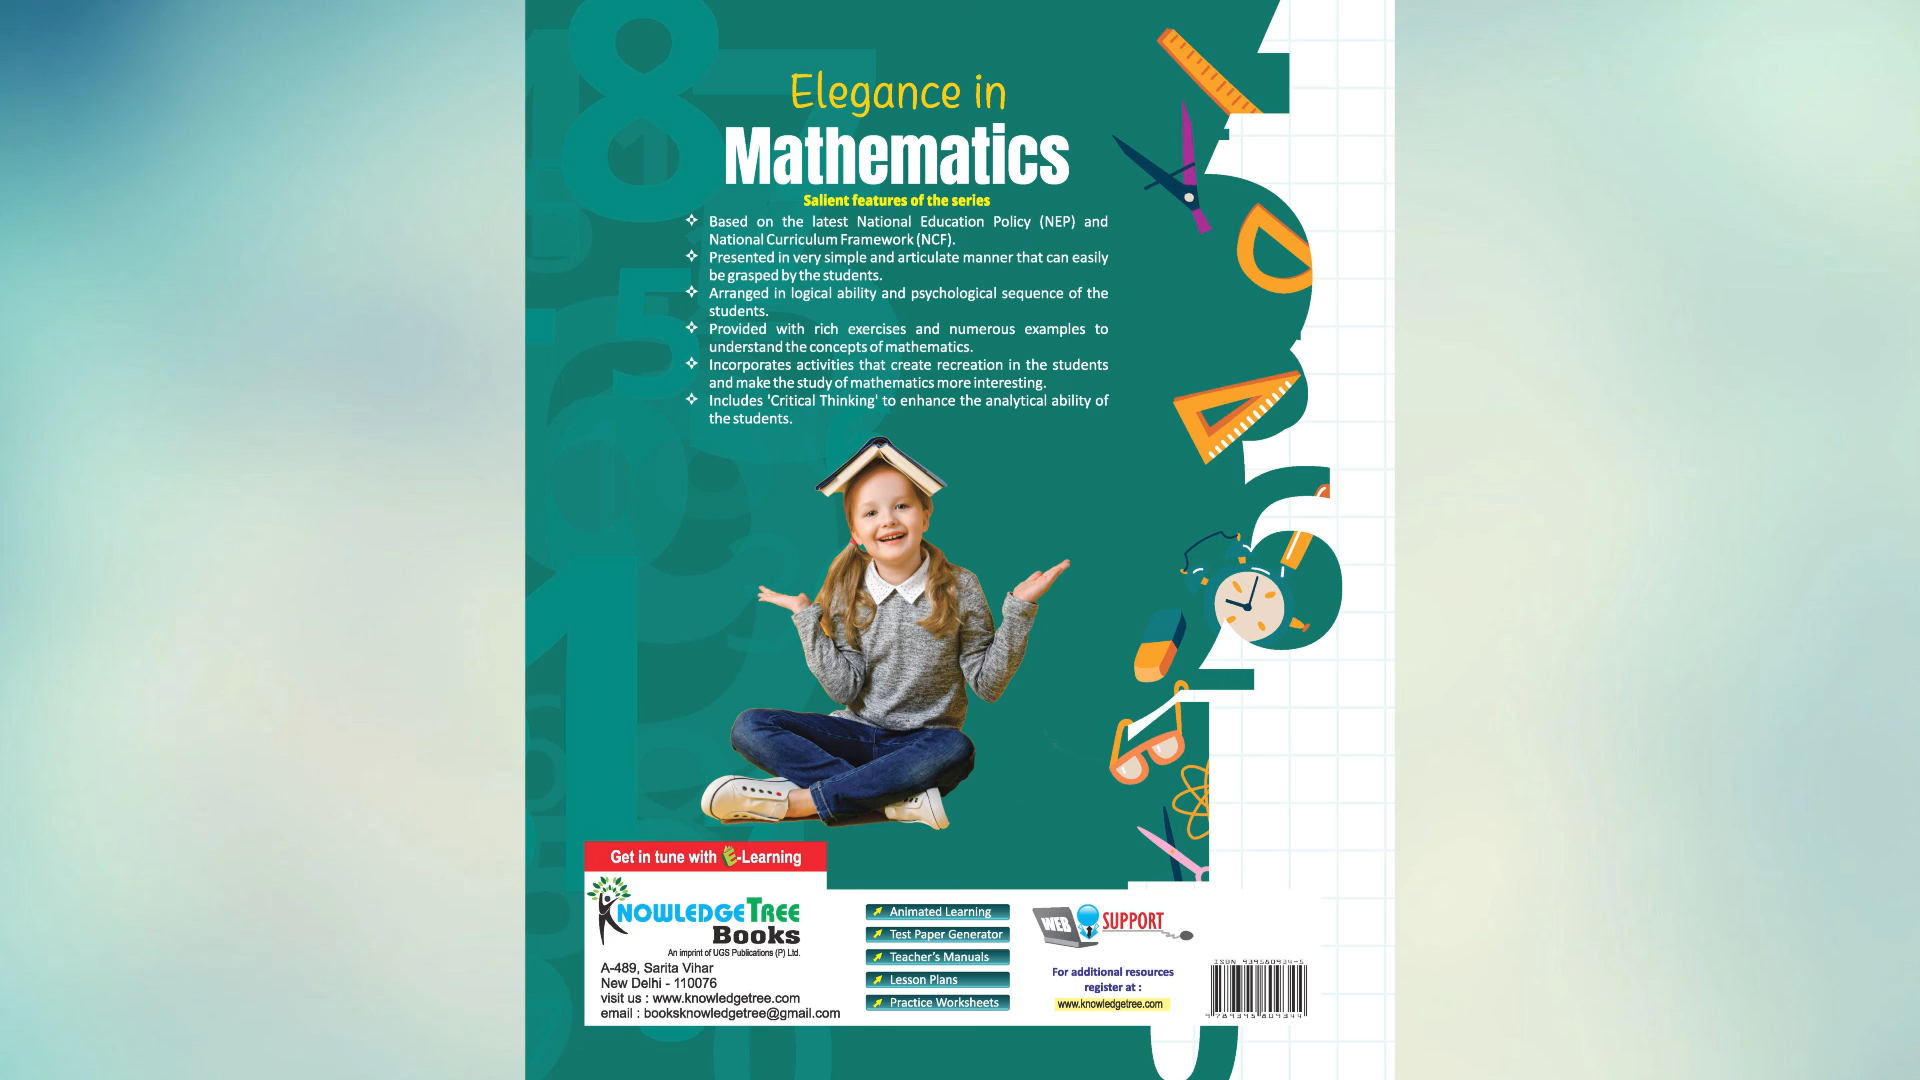 Elegance in
Mathematics
Salient features of the series
Based on the latest National Education Policy (NEP) and
National Curriculum Framework (NCF).
Presented in very simple and articulate manner that can easily
be grasped by the students.
Arranged in logical ability and psychological sequence of the
students.
Provided with rich exercises and numerous examples to
understand the concepts of mathematics.
Incorporates activities that create recreation in the students
and make the study of mathematics more interesting.
Includes 'Critical Thinking' to enhance the analytical ability of
the students.
Get in tune with E-Learning
KNOWLEDGETREE
Books
An imprint of UGS Publications (P) Ltd.
A-489, Sarita Vihar
New Delhi - 110076
visit us : www.knowledgetree.com
email : booksknowledgetree@gmail.com
Animated Learning
Test Paper Generator
Teacher's Manuals
Lesson Plans
Practice Worksheets
WEB SUPPORT
For additional resources
register at :
www.knowledgetree.com
ISBN 939580934-5
9 789395 809344